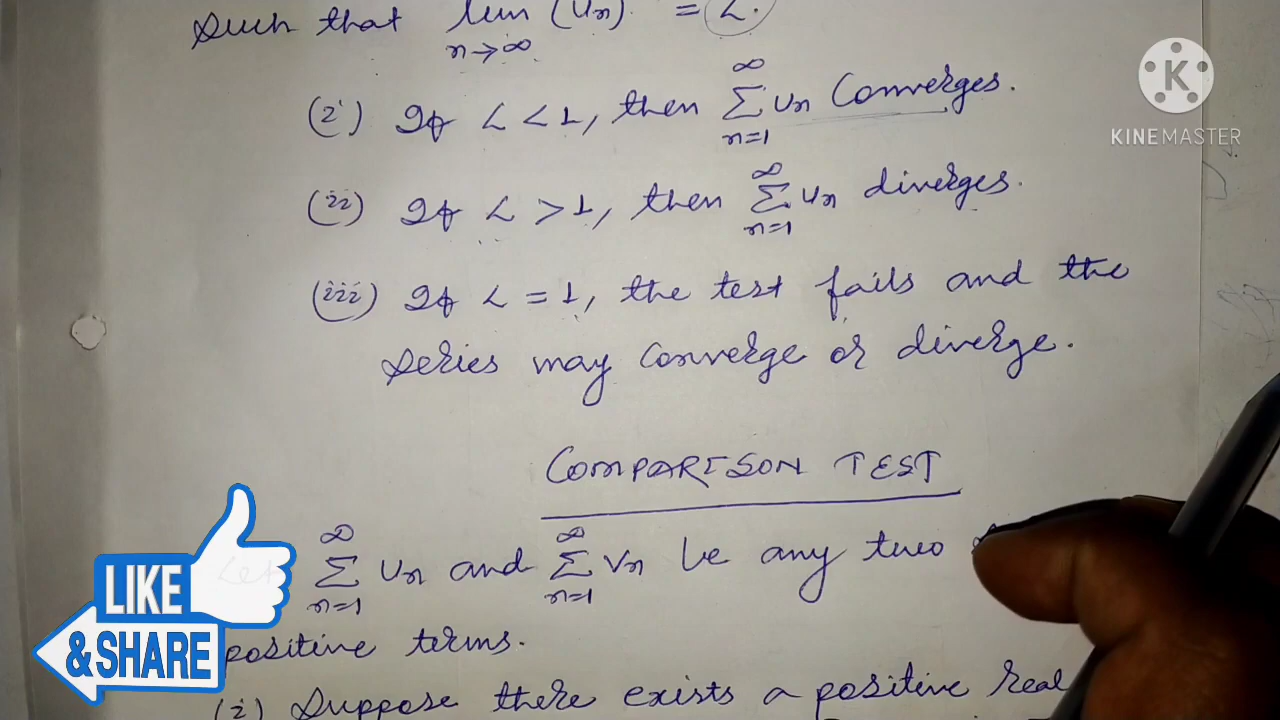 such that lim (un) = L.
n→∞
(i) If L < 1, then ∑ un converges.
∞
n=1
(ii) If L > 1, then ∑ un diverges.
∞
n=1
(iii) If L = 1, the test fails and the
series may converge or diverge.
COMPARISON TEST
∞ ∞
Let ∑ un and ∑ vn be any two
n=1 n=1
positive terms.
(i) Suppose there exists a positive real
K
KINEMASTER
LIKE
& SHARE